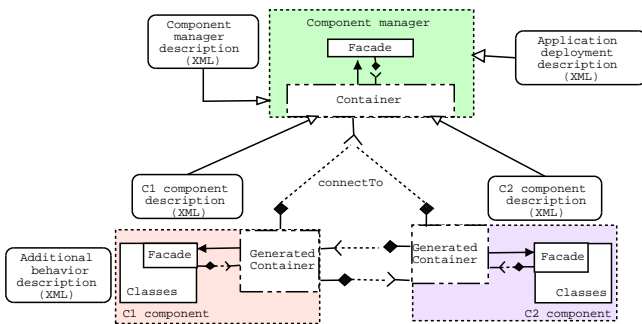 Component
manager
description
(XML)
Component manager
Facade
Container
Application
deployment
description
(XML)
C1 component
description
(XML)
connectTo
C2 component
description
(XML)
Additional
behavior
description
(XML)
Facade
Classes
C1 component
Generated
Container
Generated
Container
Facade
Classes
C2 component